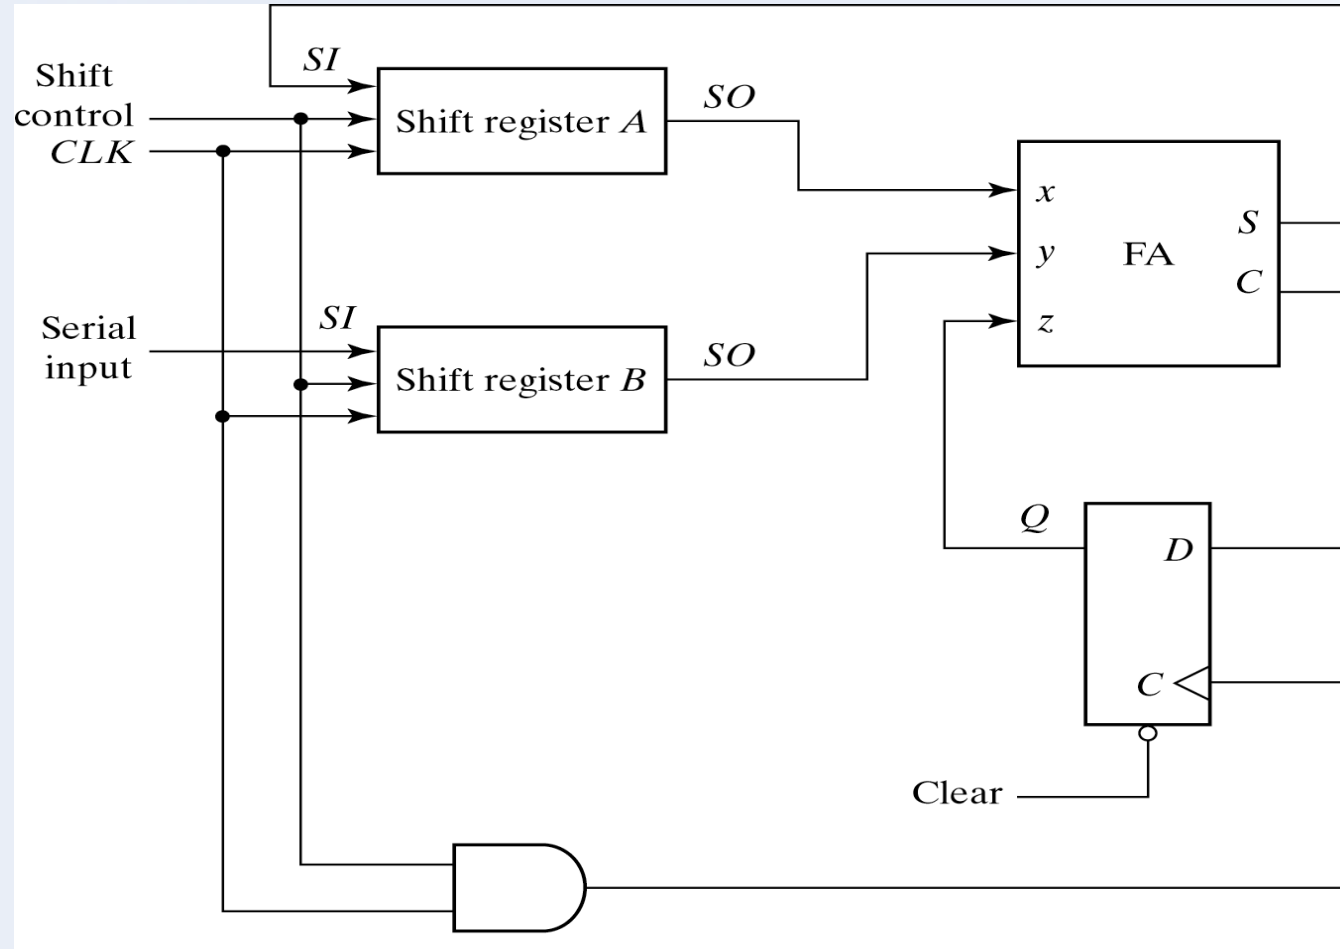 Shift
control
CLK
SI
Shift register A
SO
x
y
z
FA
S
C
Serial
input
SI
Shift register B
SO
Q
D
C
Clear